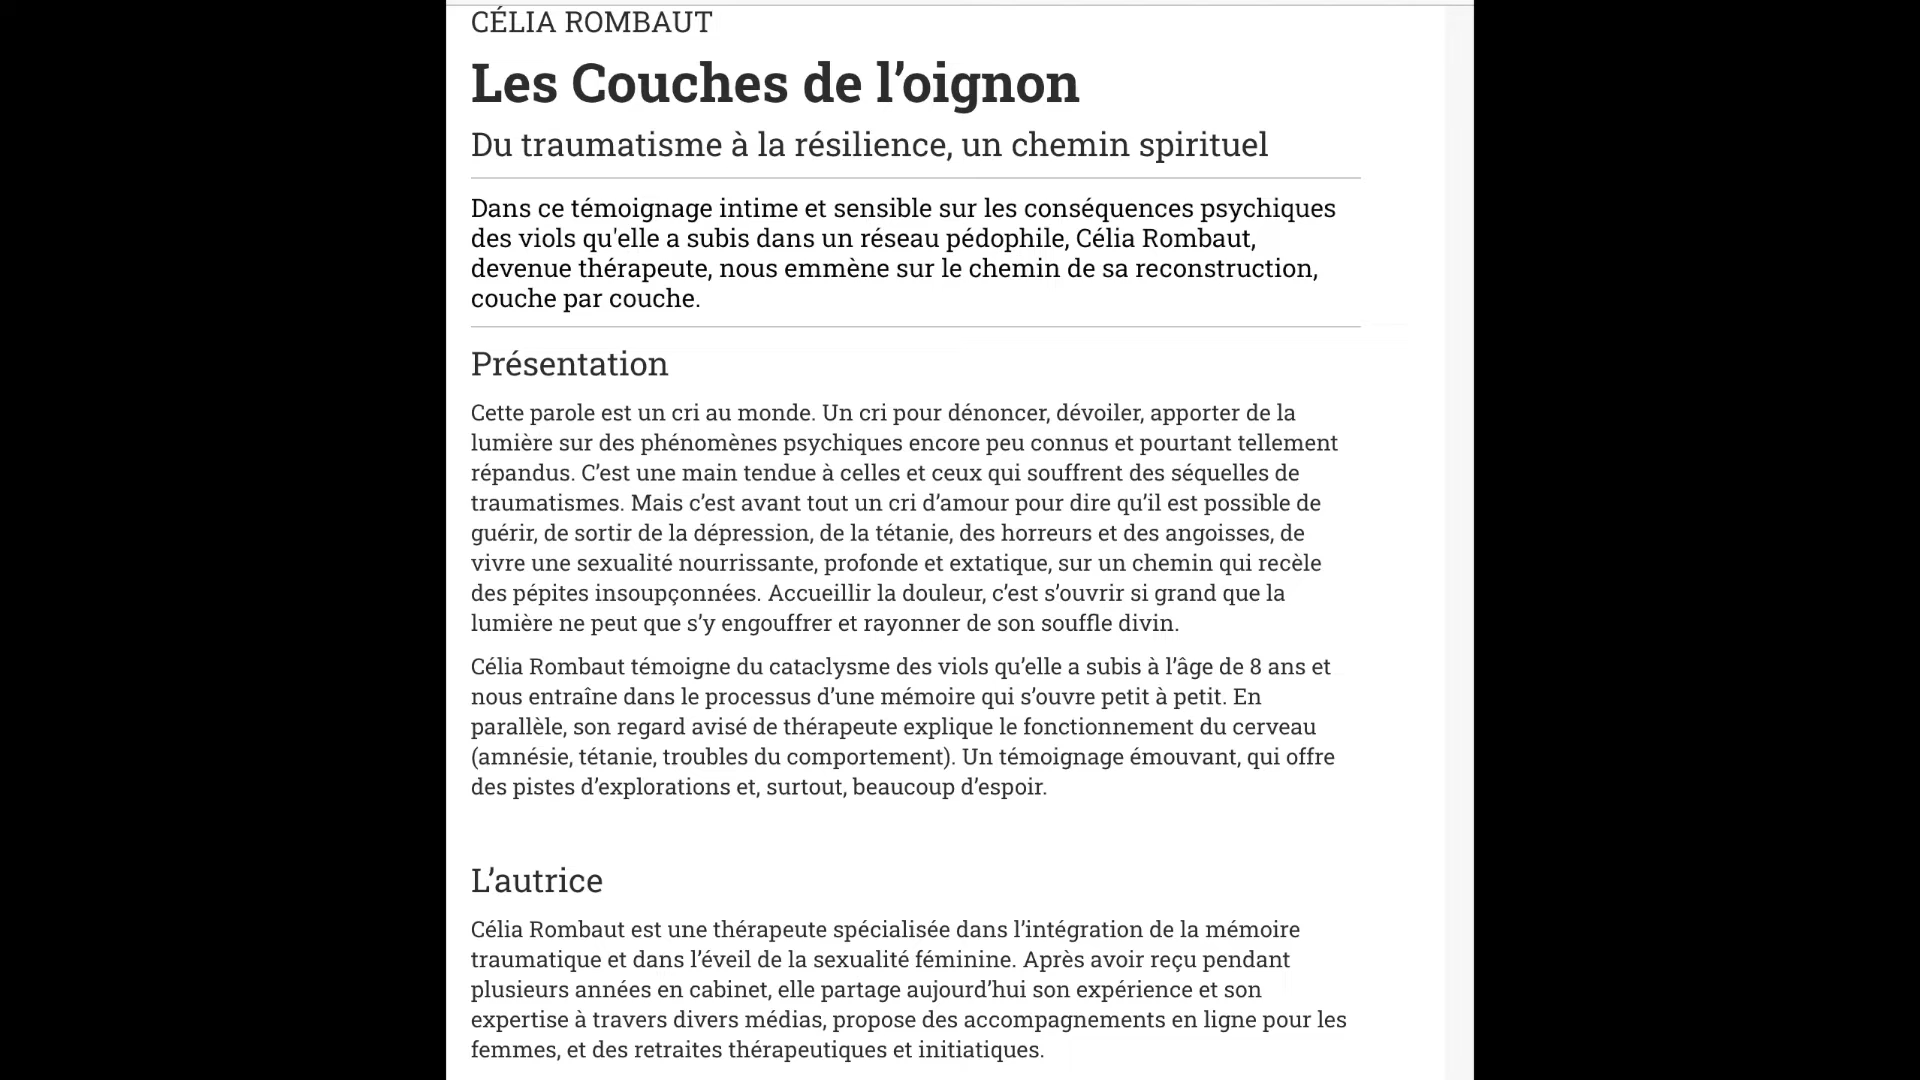 CÉLIA ROMBAUT
Les Couches de l’oignon
Du traumatisme à la résilience, un chemin spirituel
Dans ce témoignage intime et sensible sur les conséquences psychiques
des viols qu'elle a subis dans un réseau pédophile, Célia Rombaut,
devenue thérapeute, nous emmène sur le chemin de sa reconstruction,
couche par couche.
Présentation
Cette parole est un cri au monde. Un cri pour dénoncer, dévoiler, apporter de la
lumière sur des phénomènes psychiques encore peu connus et pourtant tellement
répandus. C’est une main tendue à celles et ceux qui souffrent des séquelles de
traumatismes. Mais c’est avant tout un cri d’amour pour dire qu’il est possible de
guérir, de sortir de la dépression, de la tétanie, des horreurs et des angoisses, de
vivre une sexualité nourrissante, profonde et extatique, sur un chemin qui recèle
des pépites insoupçonnées. Accueillir la douleur, c’est s’ouvrir si grand que la
lumière ne peut que s’y engouffrer et rayonner de son souffle divin.
Célia Rombaut témoigne du cataclysme des viols qu’elle a subis à l’âge de 8 ans et
nous entraîne dans le processus d’une mémoire qui s’ouvre petit à petit. En
parallèle, son regard avisé de thérapeute explique le fonctionnement du cerveau
(amnésie, tétanie, troubles du comportement). Un témoignage émouvant, qui offre
des pistes d’explorations et, surtout, beaucoup d’espoir.
L’autrice
Célia Rombaut est une thérapeute spécialisée dans l’intégration de la mémoire
traumatique et dans l’éveil de la sexualité féminine. Après avoir reçu pendant
plusieurs années en cabinet, elle partage aujourd’hui son expérience et son
expertise à travers divers médias, propose des accompagnements en ligne pour les
femmes, et des retraites thérapeutiques et initiatiques.